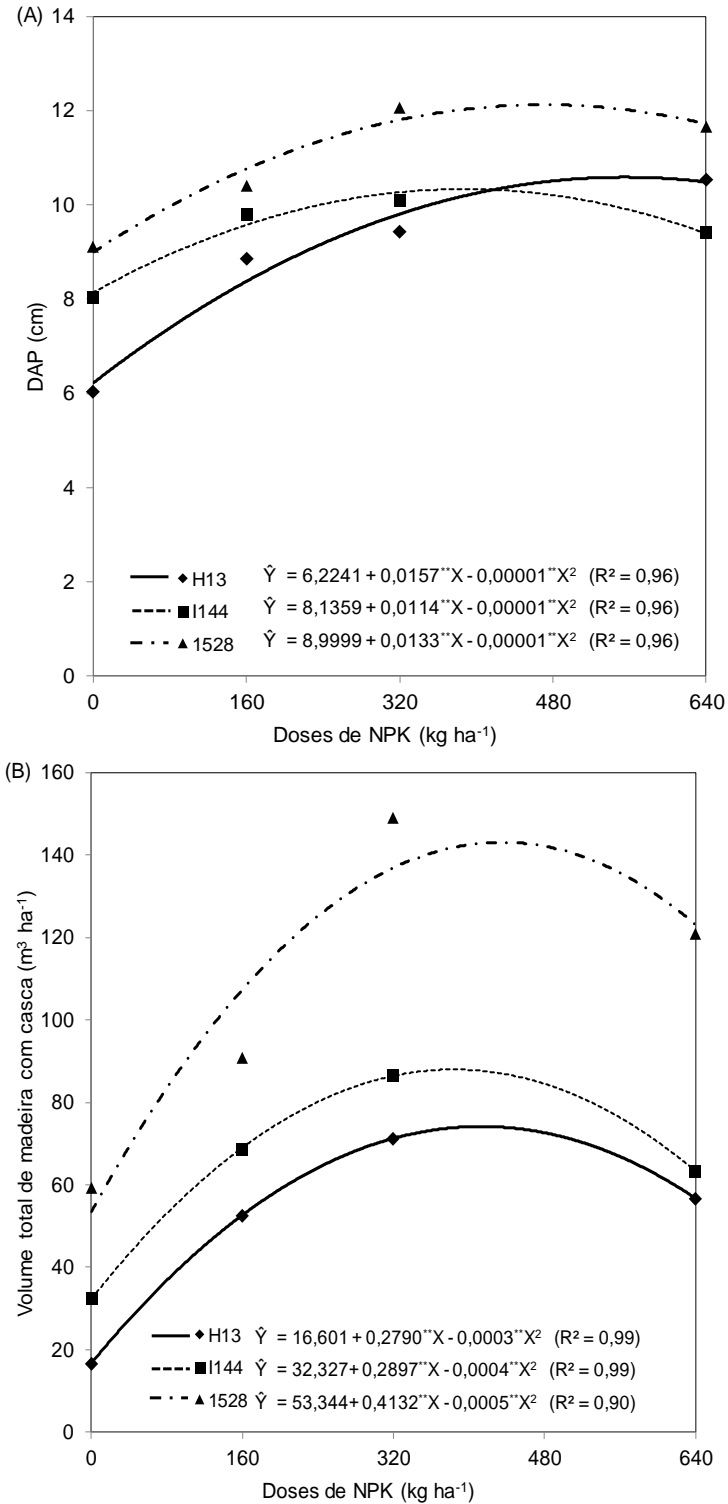 (A)
14
12
10
8
6
4
2
0
DAP (cm)
H13 Ŷ = 6,2241 + 0,0157**X - 0,00001**X² (R² = 0,96)
I144 Ŷ = 8,1359 + 0,0114**X - 0,00001**X² (R² = 0,96)
1528 Ŷ = 8,9999 + 0,0133**X - 0,00001**X² (R² = 0,96)
0 160 320 480 640
Doses de NPK (kg ha⁻¹)
(B)
160
140
120
100
80
60
40
20
0
Volume total de madeira com casca (m³ ha⁻¹)
H13 Ŷ = 16,601 + 0,2790**X - 0,0003**X² (R² = 0,99)
I144 Ŷ = 32,327+ 0,2897**X - 0,0004**X² (R² = 0,99)
1528 Ŷ = 53,344+ 0,4132**X - 0,0005**X² (R² = 0,90)
0 160 320 480 640
Doses de NPK (kg ha⁻¹)